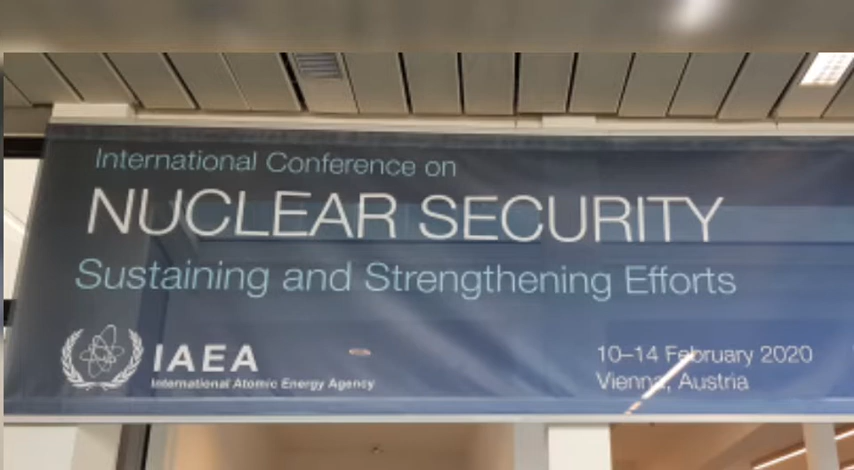 International Conference on
NUCLEAR SECURITY
Sustaining and Strengthening Efforts
IAEA
International Atomic Energy Agency
10–14 February 2020
Vienna, Austria